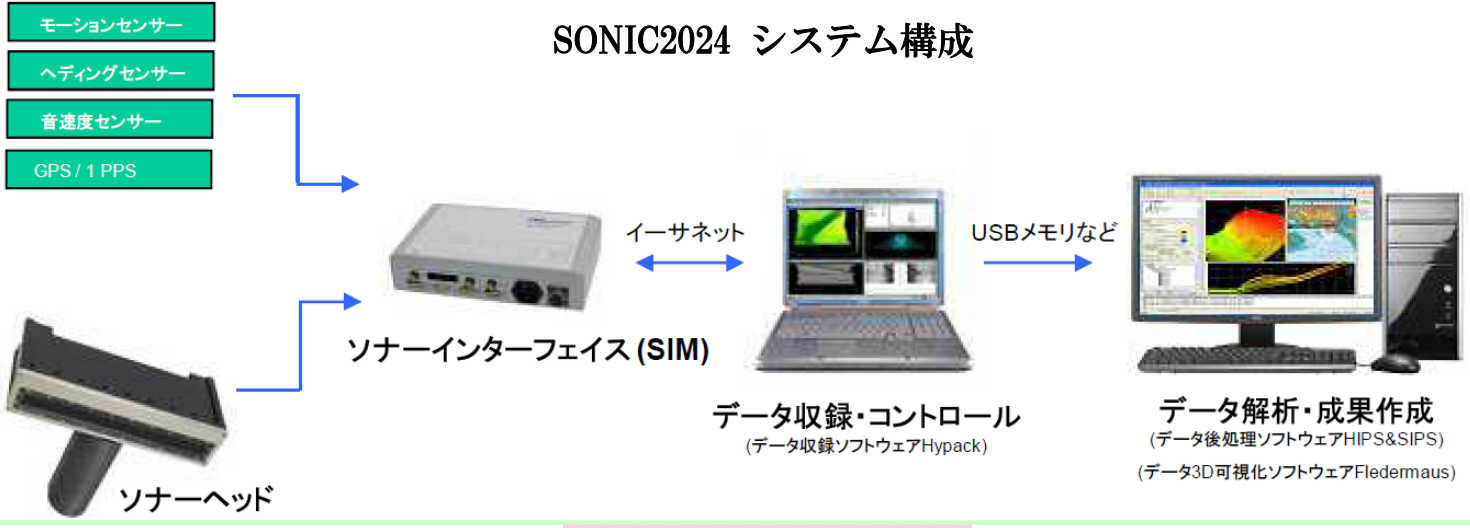 SONIC2024 システム構成
モーションセンサー
ヘディングセンサー
音速度センサー
GPS / 1 PPS
イーサネット
USBメモリなど
ソナーインターフェイス (SIM)
データ収録・コントロール
(データ収録ソフトウェアHypack)
データ解析・成果作成
(データ後処理ソフトウェアHIPS&SIPS)
(データ3D可視化ソフトウェアFledermaus)
ソナーヘッド